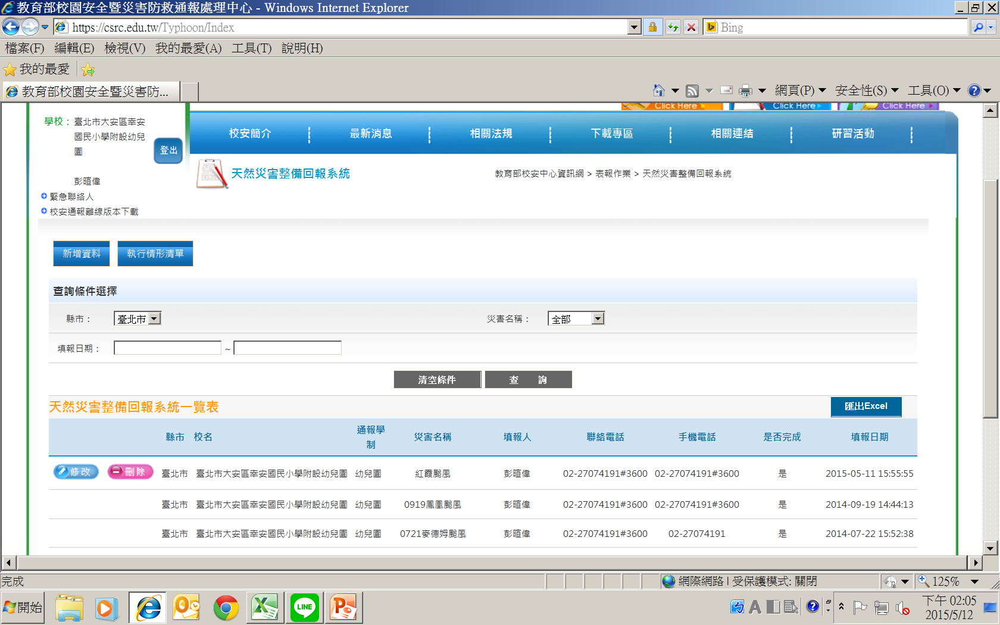 教育部校園安全暨災害防救通報處理中心 - Windows Internet Explorer
https://csrc.edu.tw/Typhoon/Index
Bing
檔案(F) 編輯(E) 檢視(V) 我的最愛(A) 工具(T) 說明(H)
我的最愛
教育部校園安全暨災害防...
網頁(P) 安全性(S) 工具(O)
Click Here Click Here Click Here
學校： 臺北市大安區幸安
國民小學附設幼兒
園
登出
彭暄偉
緊急聯絡人
校安通報離線版本下載
校安簡介 最新消息 相關法規 下載專區 相關連結 研習活動
天然災害整備回報系統
教育部校安中心資訊網 > 表報作業 > 天然災害整備回報系統
新增資料 執行情形清單
查詢條件選擇
縣市： 臺北市 災害名稱： 全部
填報日期： ~
清空條件 查 詢
天然災害整備回報系統一覽表 匯出Excel
縣市 校名 通報學制 災害名稱 填報人 聯絡電話 手機電話 是否完成 填報日期
修改 刪除 臺北市 臺北市大安區幸安國民小學附設幼兒園 幼兒園 紅霞颱風 彭暄偉 02-27074191#3600 02-27074191#3600 是 2015-05-11 15:55:55
臺北市 臺北市大安區幸安國民小學附設幼兒園 幼兒園 0919鳳凰颱風 彭暄偉 02-27074191#3600 02-27074191#3600 是 2014-09-19 14:44:13
臺北市 臺北市大安區幸安國民小學附設幼兒園 幼兒園 0721麥德姆颱風 彭暄偉 02-27074191#3600 02-27074191 是 2014-07-22 15:52:38
完成
網際網路 | 受保護模式: 關閉
125%
開始
LINE
下午 02:05
2015/5/12